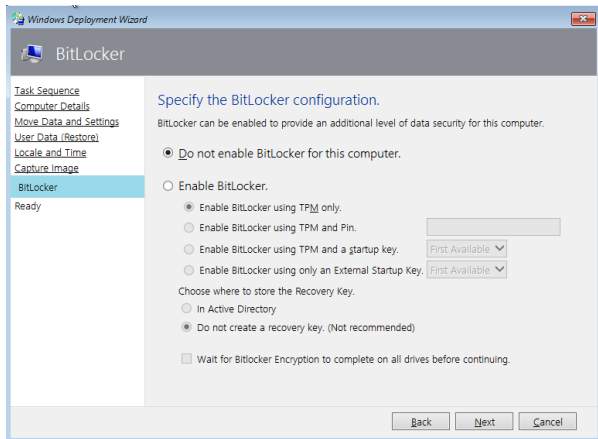 Windows Deployment Wizard
BitLocker
Task Sequence
Computer Details
Move Data and Settings
User Data (Restore)
Locale and Time
Capture Image
BitLocker
Ready
Specify the BitLocker configuration.
BitLocker can be enabled to provide an additional level of data security for this computer.
Do not enable BitLocker for this computer.
Enable BitLocker.
Enable BitLocker using TPM only.
Enable BitLocker using TPM and Pin.
Enable BitLocker using TPM and a startup key. First Available
Enable BitLocker using only an External Startup Key. First Available
Choose where to store the Recovery Key.
In Active Directory
Do not create a recovery key. (Not recommended)
Wait for Bitlocker Encryption to complete on all drives before continuing.
Back Next Cancel